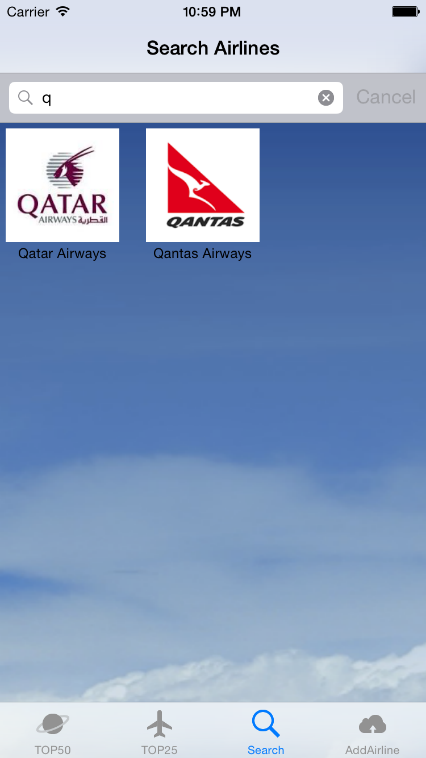 Carrier 10:59 PM
Search Airlines
q Cancel
QATAR
AIRWAYS القطرية
QANTAS
Qatar Airways Qantas Airways
TOP50 TOP25 Search AddAirline